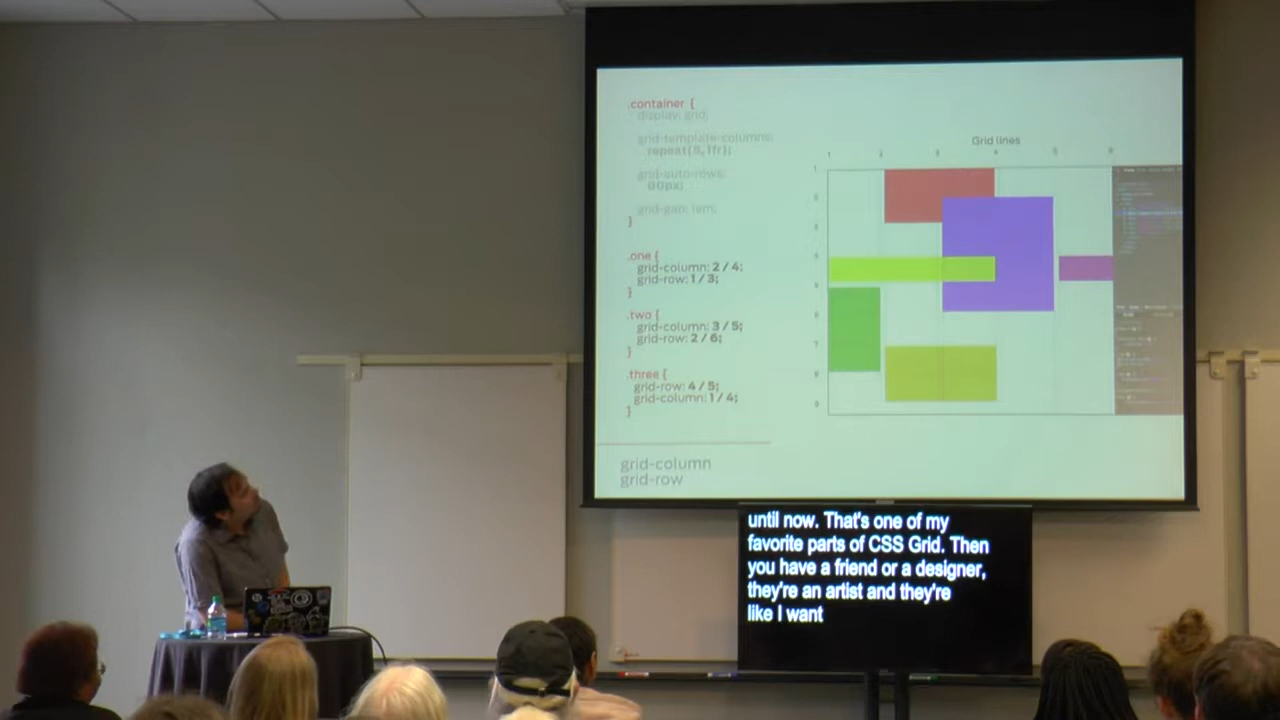 .container {
display: grid;
grid-template-columns:
repeat(5, 1fr);
grid-auto-rows:
grid-gap: 1em;
}
.one {
grid-column: 2 / 4;
grid-row: 1 / 3;
}
.two {
grid-column: 3 / 5;
grid-row: 2 / 6;
}
.three {
grid-row: 4 / 5;
grid-column: 1 / 4;
}
grid-column
grid-row
Grid lines
until now. That's one of my
favorite parts of CSS Grid. Then
you have a friend or a designer,
they're an artist and they're
like I want